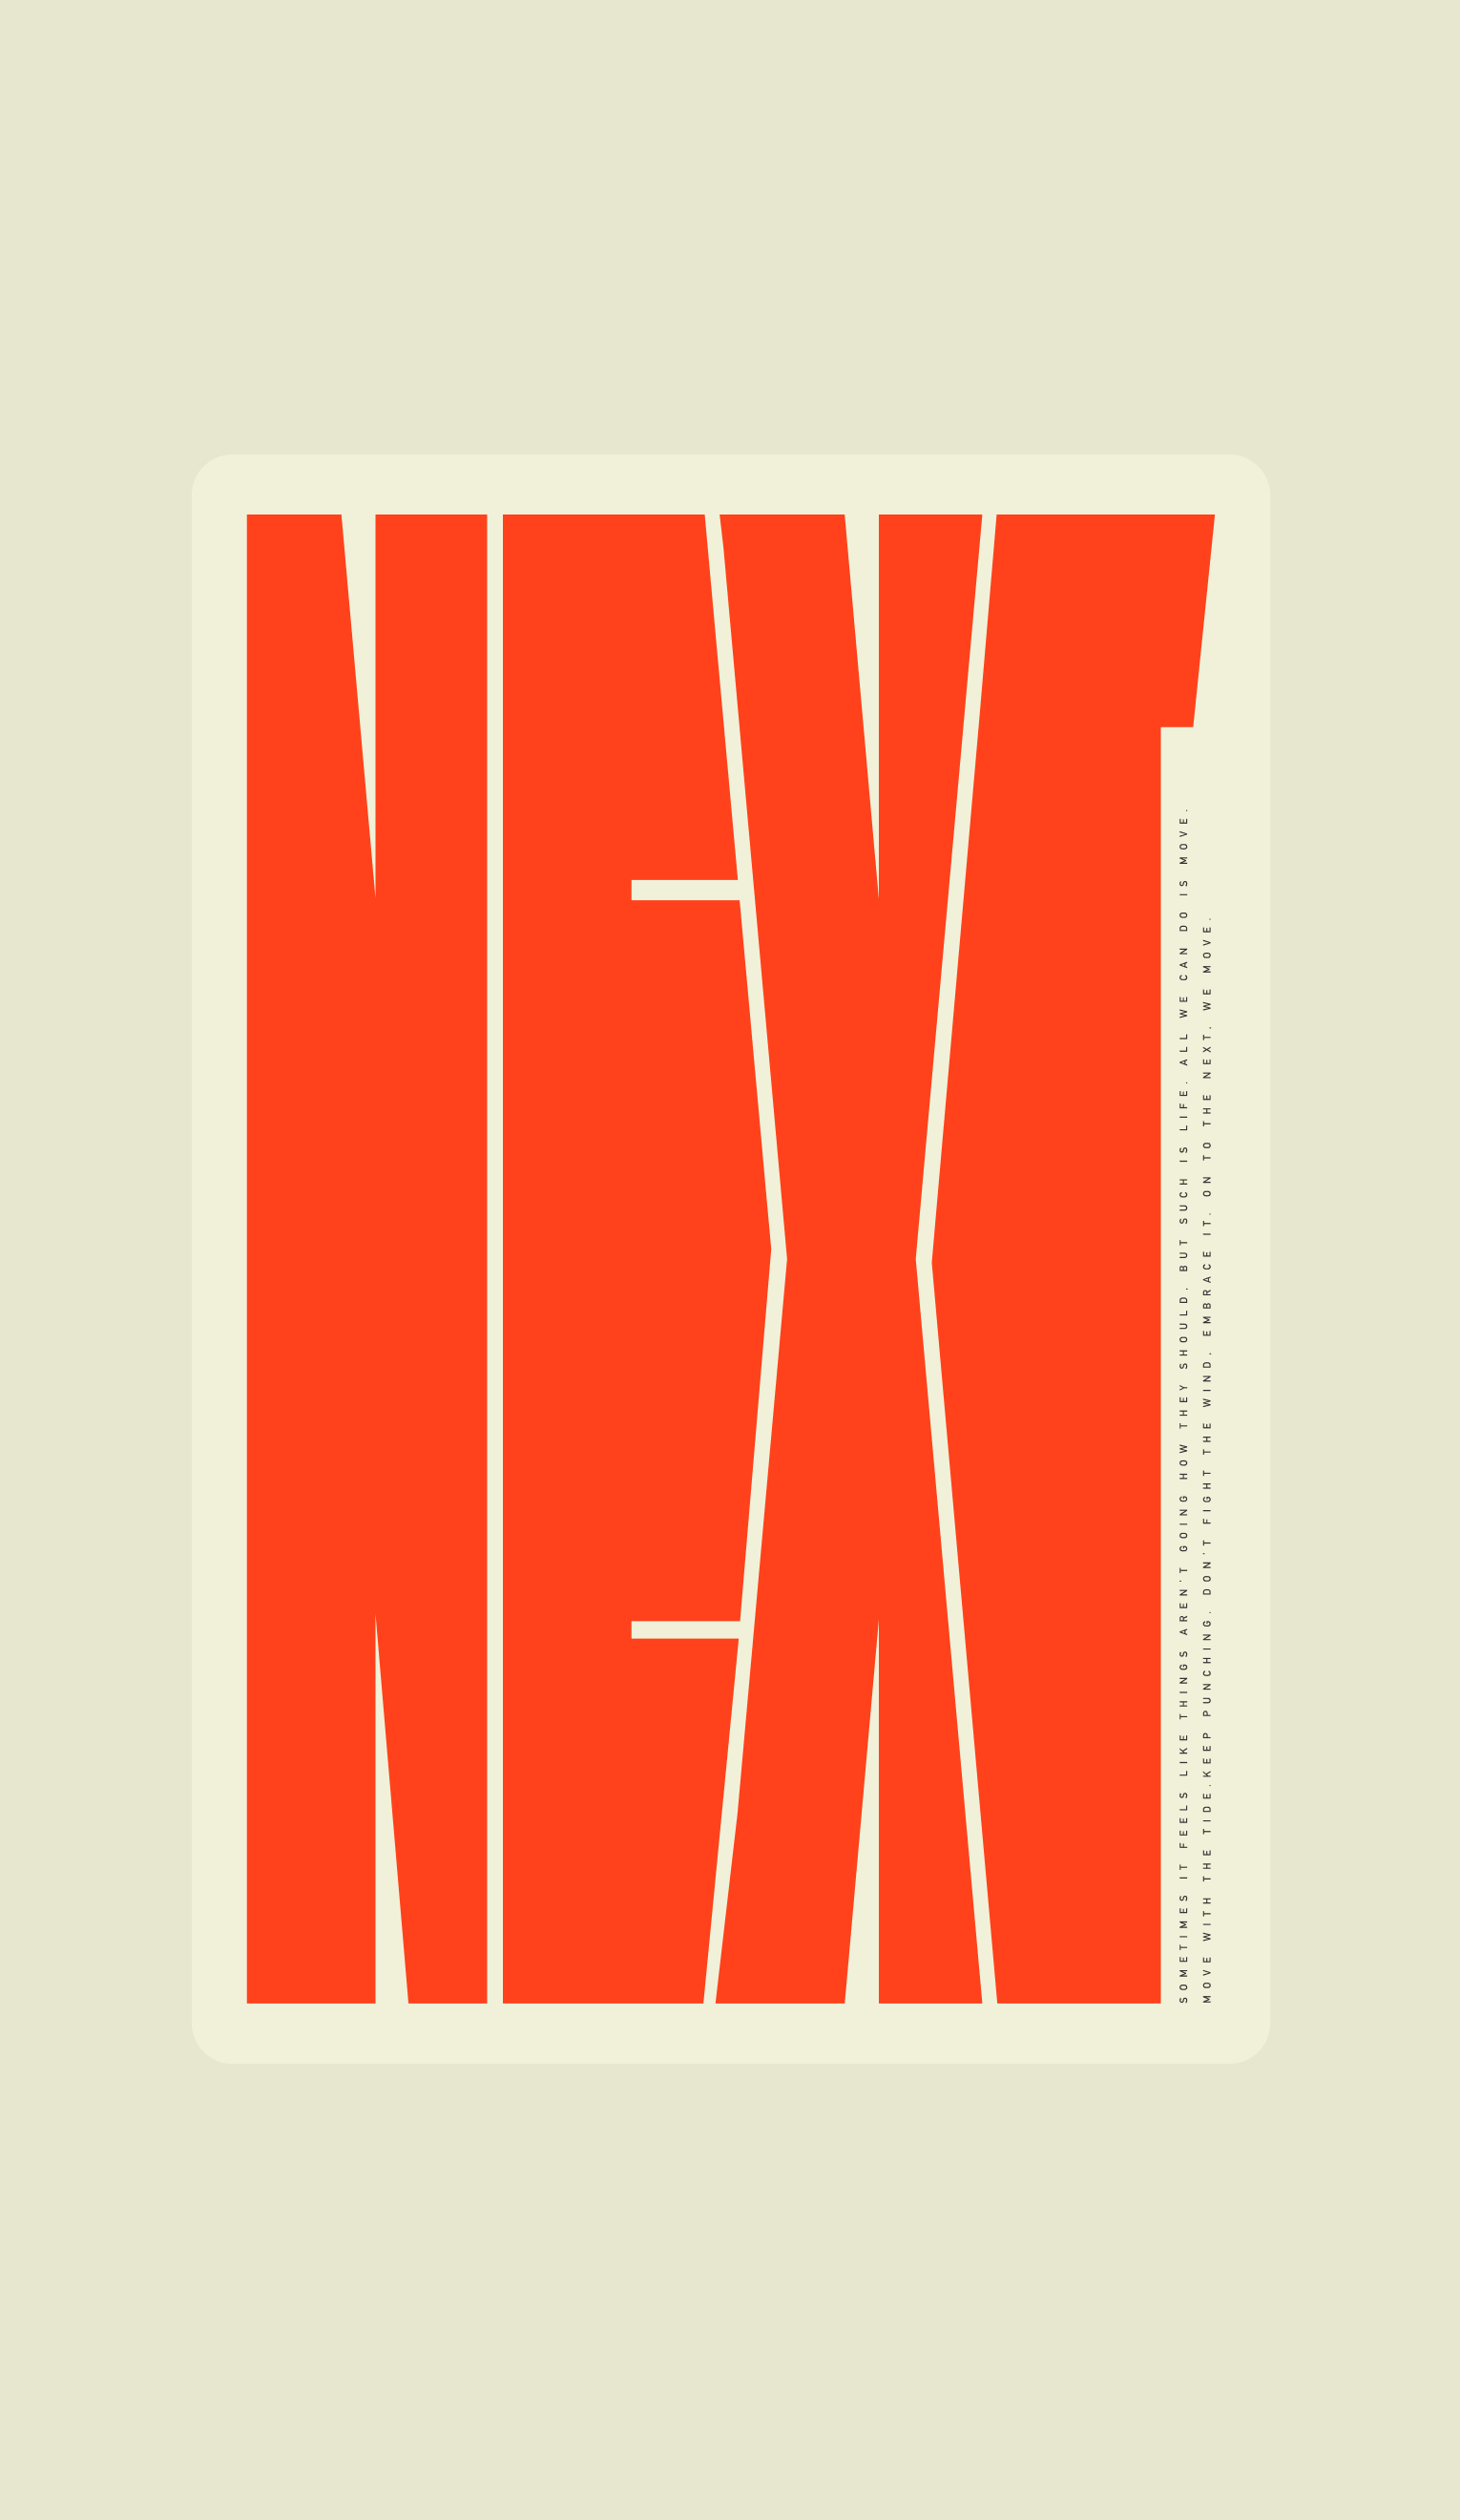 NEXT
SOMETIMES IT FEELS LIKE THINGS AREN'T GOING HOW THEY SHOULD. BUT SUCH IS LIFE. ALL WE CAN DO IS MOVE.
MOVE WITH THE TIDE.KEEP PUNCHING. DON'T FIGHT THE WIND. EMBRACE IT. ON TO THE NEXT. WE MOVE.